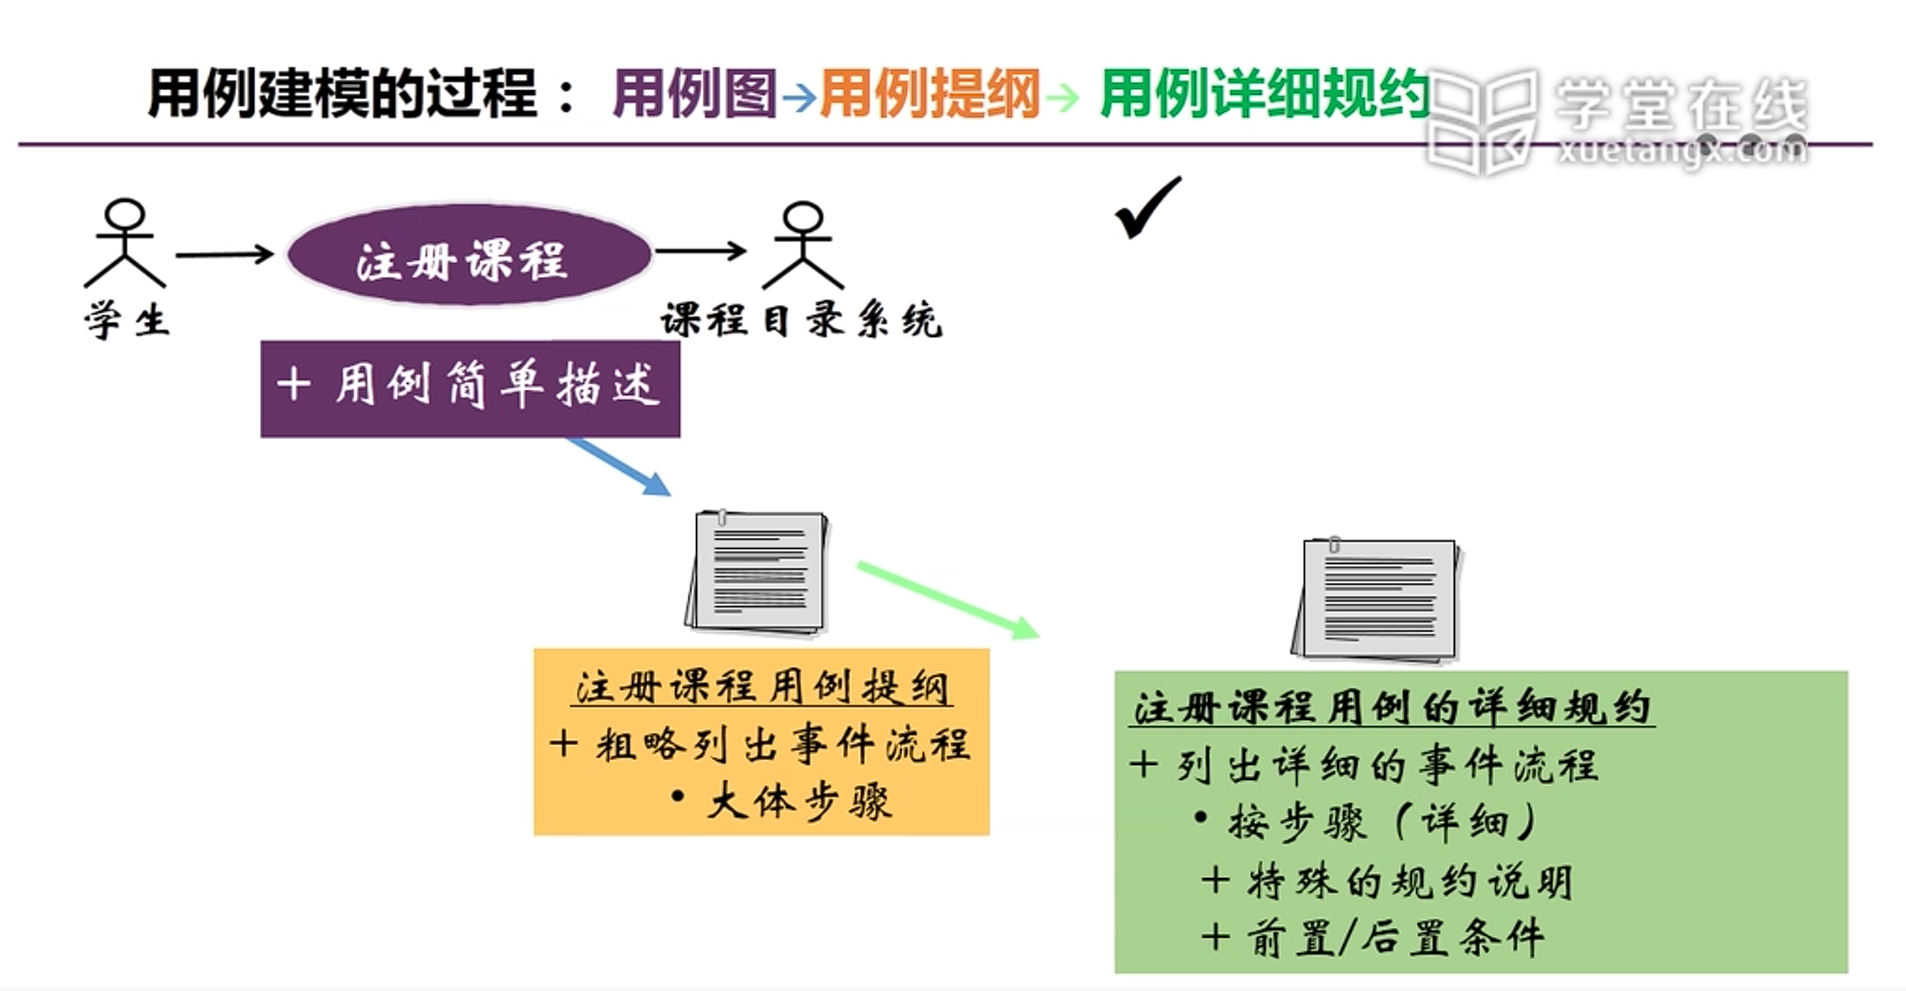 用例建模的过程： 用例图→用例提纲→ 用例详细规约
学堂在线
xuetangx.com
注册课程
学生
课程目录系统
+ 用例简单描述
注册课程用例提纲
+ 粗略列出事件流程
• 大体步骤
注册课程用例的详细规约
+ 列出详细的事件流程
• 按步骤（详细）
+ 特殊的规约说明
+ 前置/后置条件